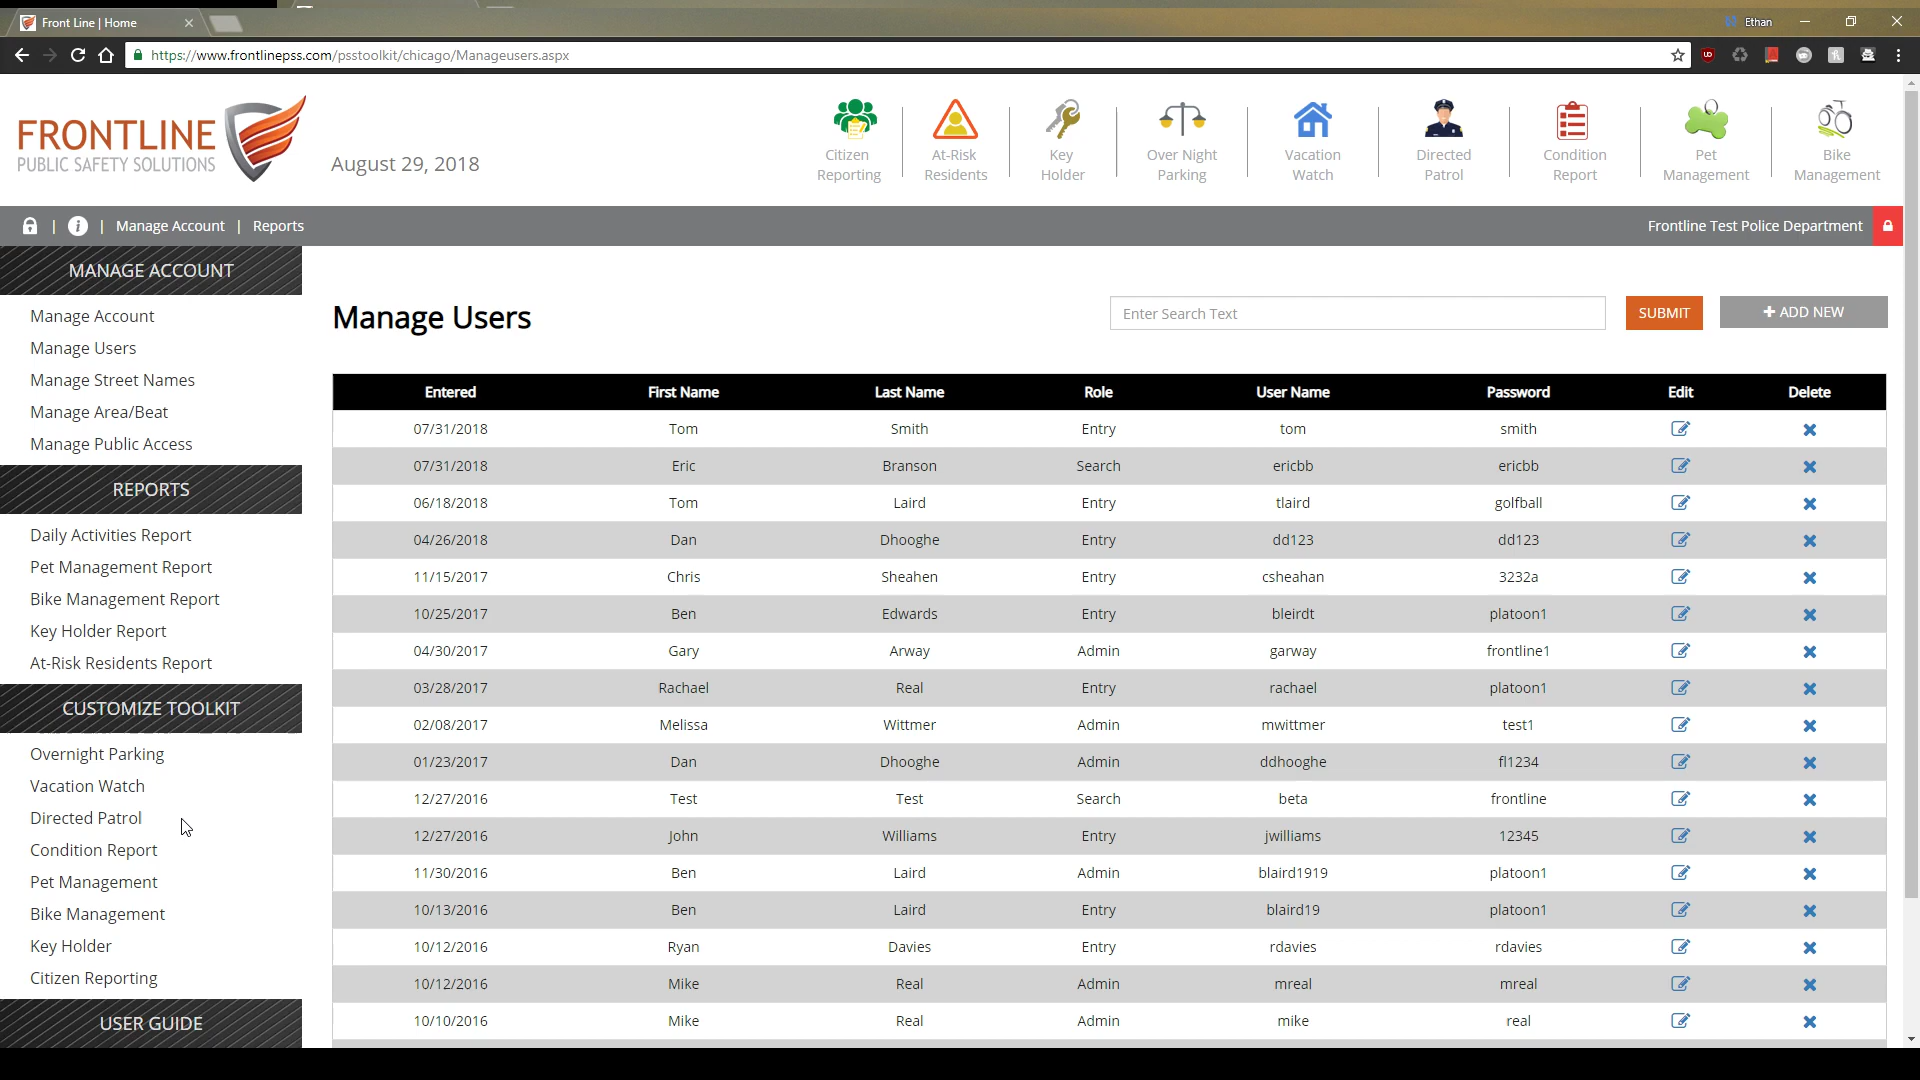 Front Line | Home
Ethan
https://www.frontlinepss.com/psstoolkit/chicago/Manageusers.aspx
FRONTLINE
PUBLIC SAFETY SOLUTIONS
August 29, 2018
Citizen Reporting
At-Risk Residents
Key Holder
Over Night Parking
Vacation Watch
Directed Patrol
Condition Report
Pet Management
Bike Management
| i | Manage Account | Reports
Frontline Test Police Department
MANAGE ACCOUNT
Manage Account
Manage Users
Manage Street Names
Manage Area/Beat
Manage Public Access
REPORTS
Daily Activities Report
Pet Management Report
Bike Management Report
Key Holder Report
At-Risk Residents Report
CUSTOMIZE TOOLKIT
Overnight Parking
Vacation Watch
Directed Patrol
Condition Report
Pet Management
Bike Management
Key Holder
Citizen Reporting
USER GUIDE
Manage Users
Enter Search Text
SUBMIT
+ ADD NEW
Entered First Name Last Name Role User Name Password Edit Delete
07/31/2018 Tom Smith Entry tom smith
07/31/2018 Eric Branson Search ericbb ericbb
06/18/2018 Tom Laird Entry tlaird golfball
04/26/2018 Dan Dhooghe Entry dd123 dd123
11/15/2017 Chris Sheahen Entry csheahan 3232a
10/25/2017 Ben Edwards Entry bleirdt platoon1
04/30/2017 Gary Arway Admin garway frontline1
03/28/2017 Rachael Real Entry rachael platoon1
02/08/2017 Melissa Wittmer Admin mwittmer test1
01/23/2017 Dan Dhooghe Admin ddhooghe fl1234
12/27/2016 Test Test Search beta frontline
12/27/2016 John Williams Entry jwilliams 12345
11/30/2016 Ben Laird Admin blaird1919 platoon1
10/13/2016 Ben Laird Entry blaird19 platoon1
10/12/2016 Ryan Davies Entry rdavies rdavies
10/12/2016 Mike Real Admin mreal mreal
10/10/2016 Mike Real Admin mike real